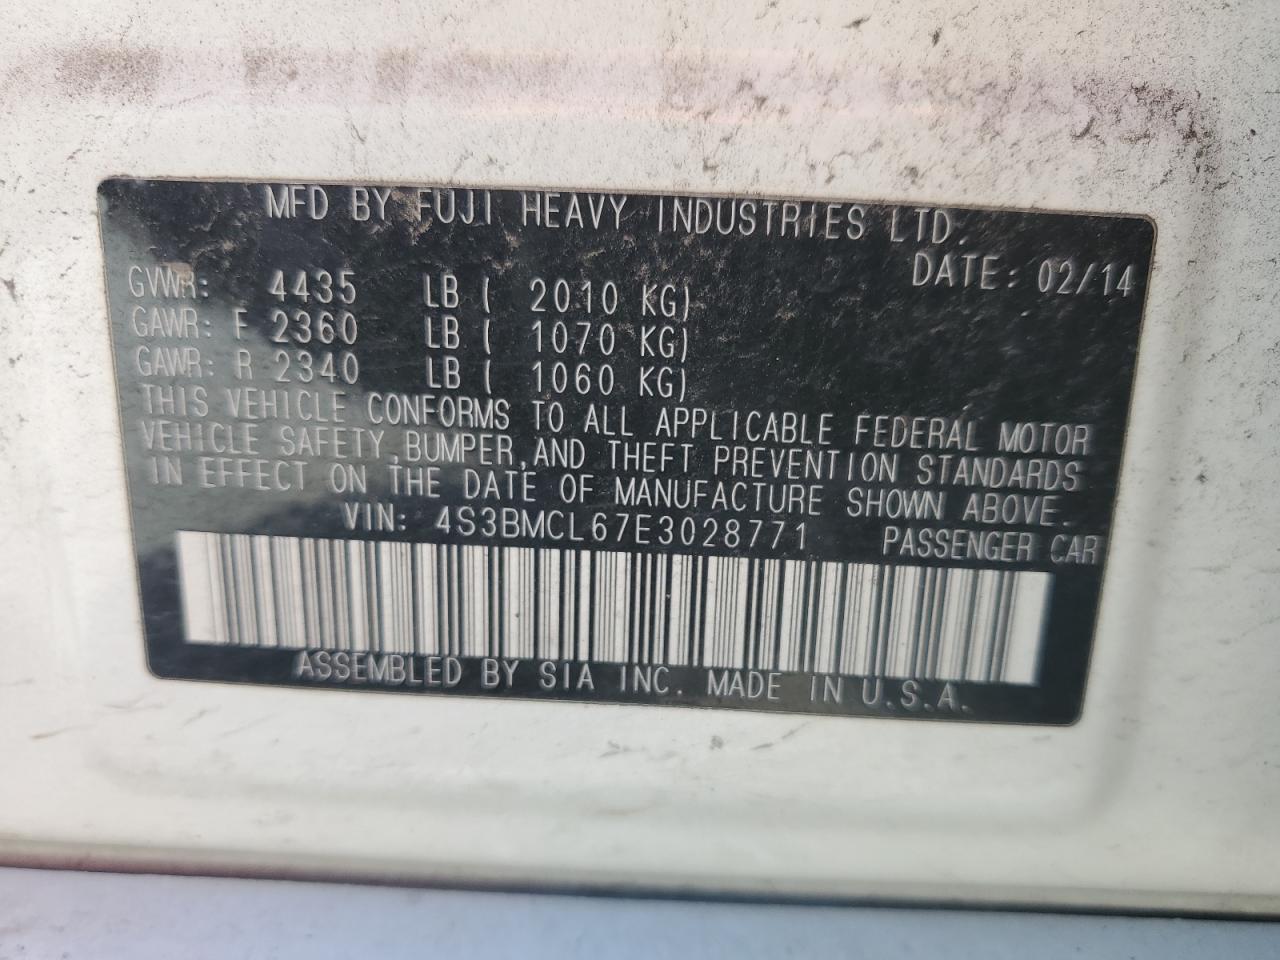 MFD BY FUJI HEAVY INDUSTRIES LTD.
DATE: 02/14
GVWR: 4435 LB ( 2010 KG)
GAWR: F 2360 LB ( 1070 KG)
GAWR: R 2340 LB ( 1060 KG)
THIS VEHICLE CONFORMS TO ALL APPLICABLE FEDERAL MOTOR
VEHICLE SAFETY,BUMPER,AND THEFT PREVENTION STANDARDS
IN EFFECT ON THE DATE OF MANUFACTURE SHOWN ABOVE.
VIN: 4S3BMCL67E3028771 PASSENGER CAR
ASSEMBLED BY SIA INC. MADE IN U.S.A.